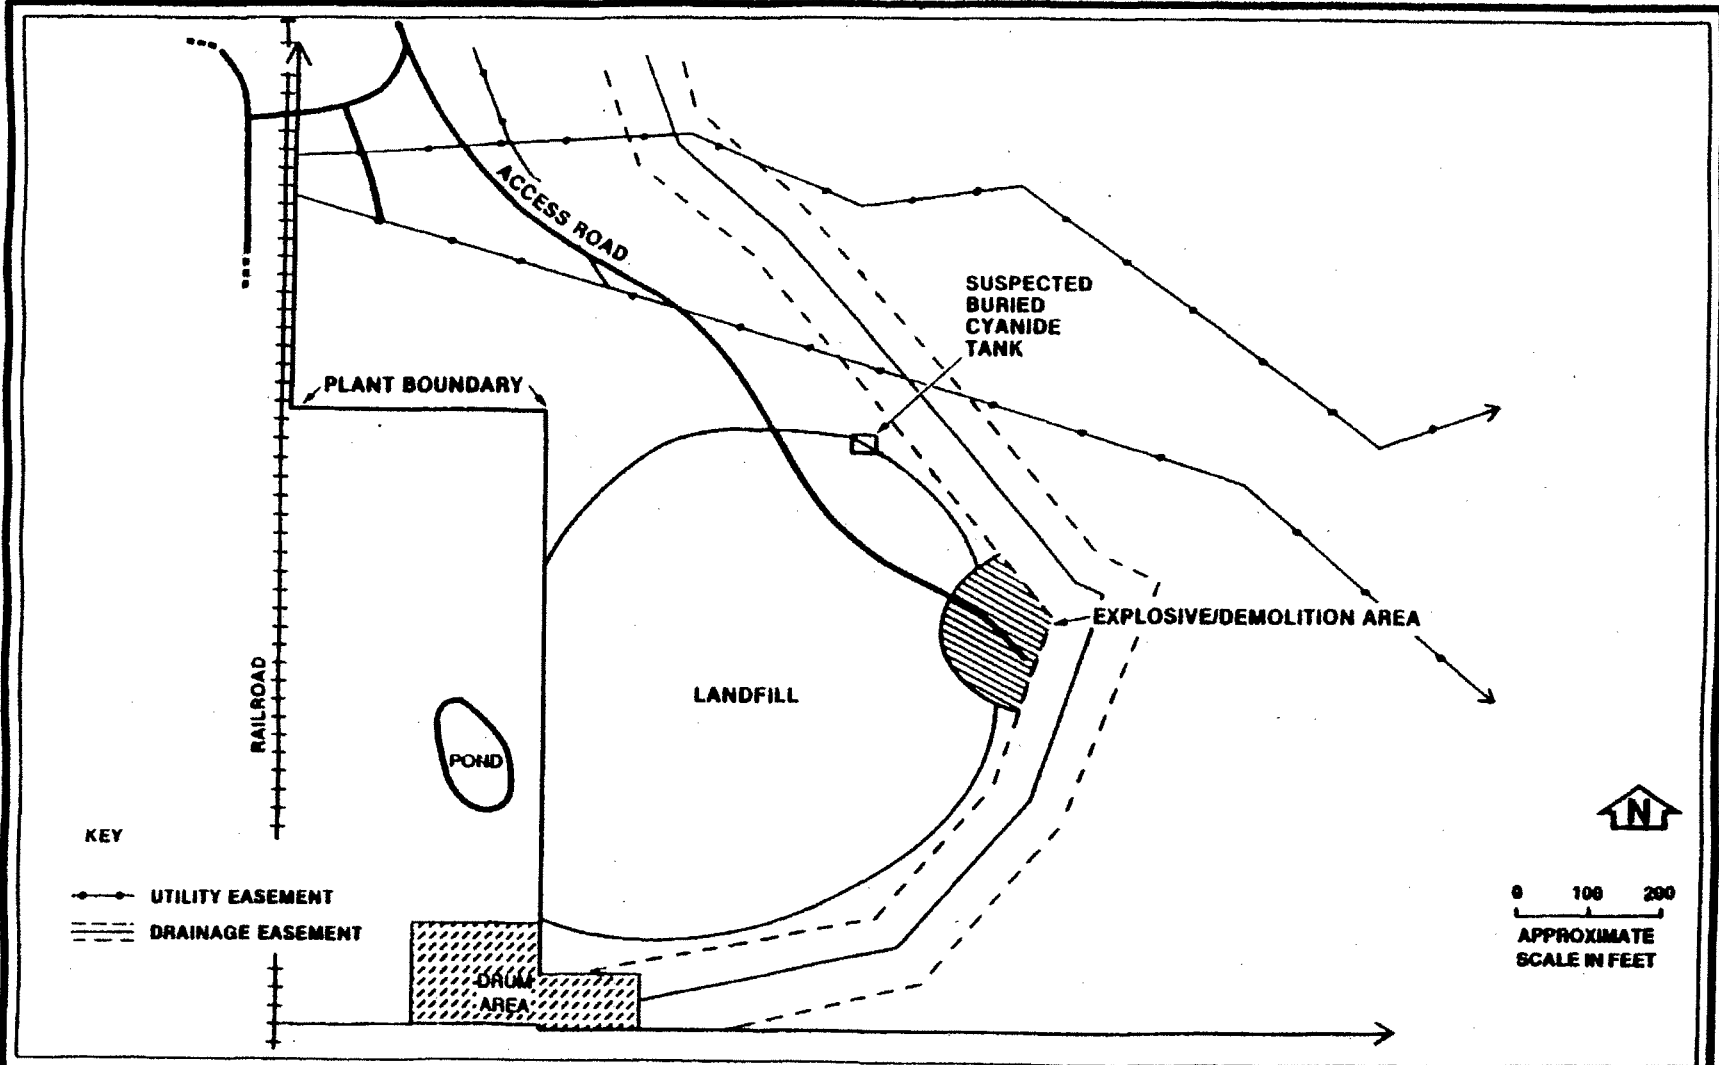 ACCESS ROAD
SUSPECTED
BURIED
CYANIDE
TANK
PLANT BOUNDARY
EXPLOSIVE/DEMOLITION AREA
LANDFILL
RAILROAD
POND
N
KEY
UTILITY EASEMENT
DRAINAGE EASEMENT
0 100 200
APPROXIMATE
SCALE IN FEET
DRUM
AREA